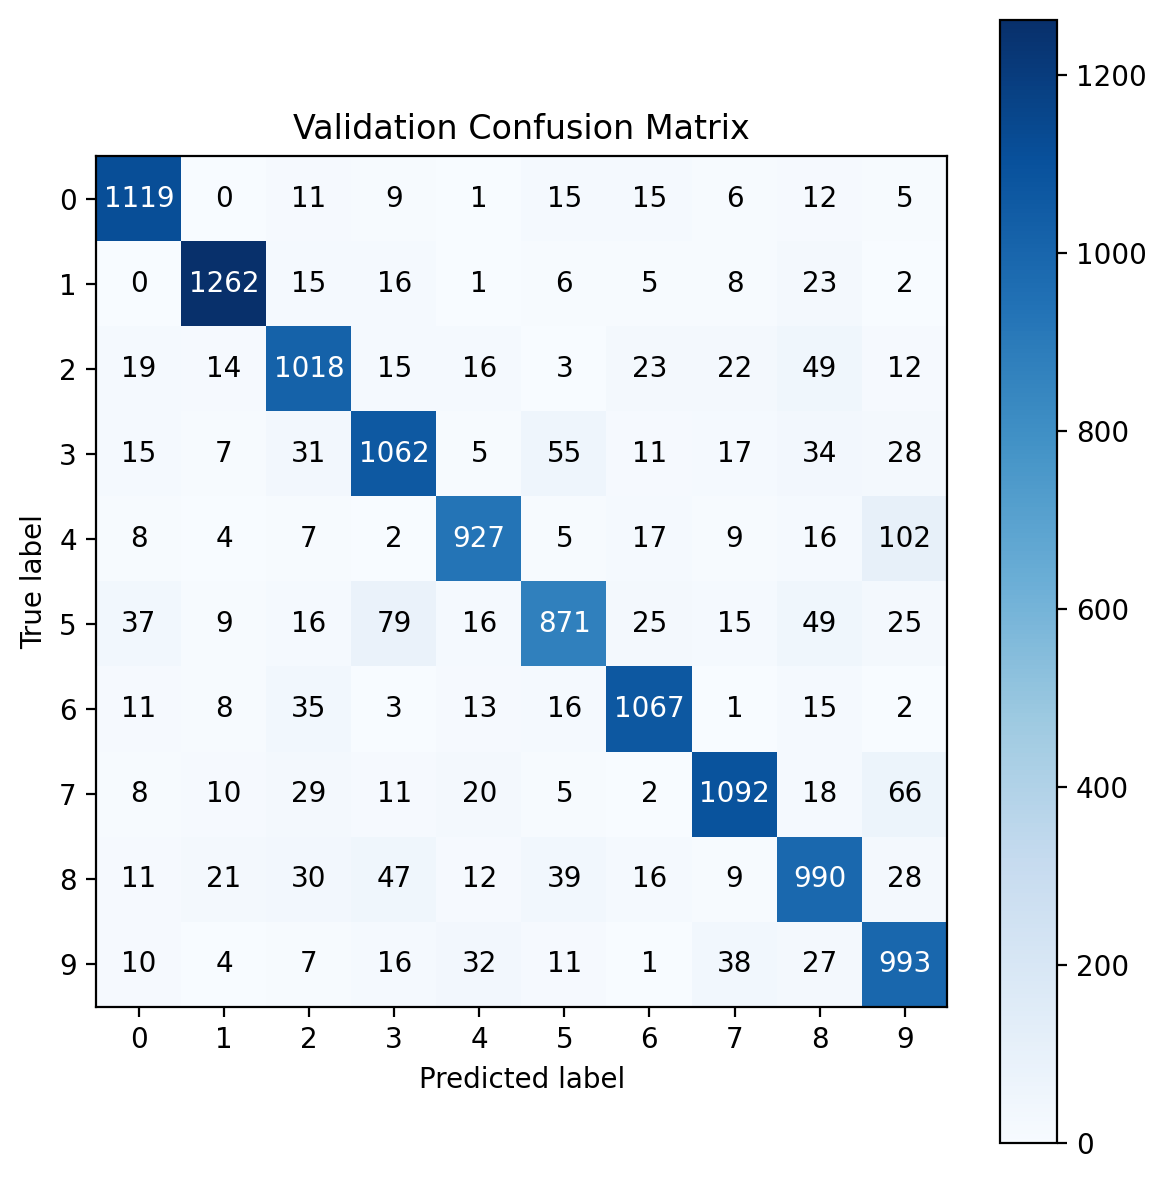 Validation Confusion Matrix
0 1119 0 11 9 1 15 15 6 12 5
1 0 1262 15 16 1 6 5 8 23 2
2 19 14 1018 15 16 3 23 22 49 12
3 15 7 31 1062 5 55 11 17 34 28
4 8 4 7 2 927 5 17 9 16 102
5 37 9 16 79 16 871 25 15 49 25
6 11 8 35 3 13 16 1067 1 15 2
7 8 10 29 11 20 5 2 1092 18 66
8 11 21 30 47 12 39 16 9 990 28
9 10 4 7 16 32 11 1 38 27 993
0 1 2 3 4 5 6 7 8 9
Predicted label
True label
1200
1000
800
600
400
200
0